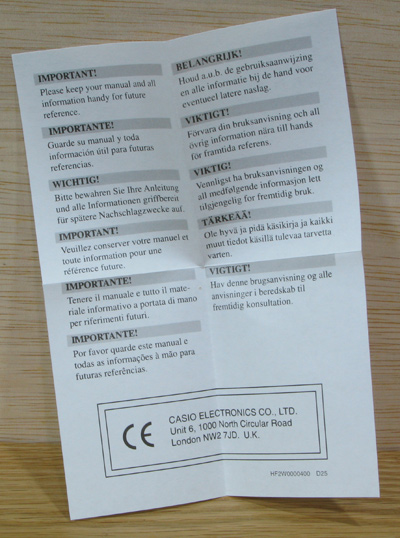 IMPORTANT!
Please keep your manual and all
information handy for future
reference.
IMPORTANTE!
Guarde su manual y toda
información útil para futuras
referencias.
WICHTIG!
Bitte bewahren Sie Ihre Anleitung
und alle Informationen griffberen
für spätere Nachschlagzwecke auf.
IMPORTANT!
Veuillez conserver votre manuel et
toute information pour une
référence future.
IMPORTANTE!
Tenere il manuale e tutto il mate-
riale informativo a portata di mano
per riferimenti futuri.
IMPORTANTE!
Por favor quarde este manual e
todas as informações à mão para
futuras referências.
BELANGRIJK!
Houd a.u.b. de gebruiksaanwijzing
en alle informatie bij de hand voor
eventueel latere naslag.
VIKTIGT!
Förvara din bruksanvisning och all
övrig information nära till hands
för framtida referens.
VIKTIG!
Vennligst ha bruksanvisningen og
all medfølgende informasjon lett
tilgjengelig for fremtidig bruk.
TÄRKEÄÄ!
Ole hyvä ja pidä käsikirja ja kaikki
muut tiedot käsillä tulevaa tarvetta
varten.
VIGTIGT!
Hav denne brugsanvisning og alle
anvisninger i beredskab til
fremtidig konsultation.
CE
CASIO ELECTRONICS CO., LTD.
Unit 6, 1000 North Circular Road
London NW2 7JD. U.K.
HF2W0000400 D25